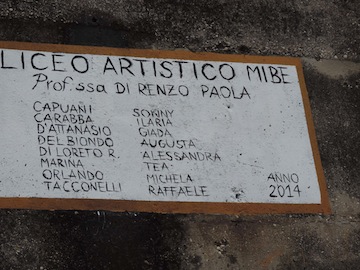 LICEO ARTISTICO MIBE
Prof.ssa DI RENZO PAOLA
CAPUANI SONNY
CARABBA ILARIA
D'ATTANASIO GIADA
DEL BIONDO AUGUSTA
DI LORETO R. ALESSANDRA
MARINA TEA
ORLANDO MICHELA ANNO
TACCONELLI RAFFAELE 2014